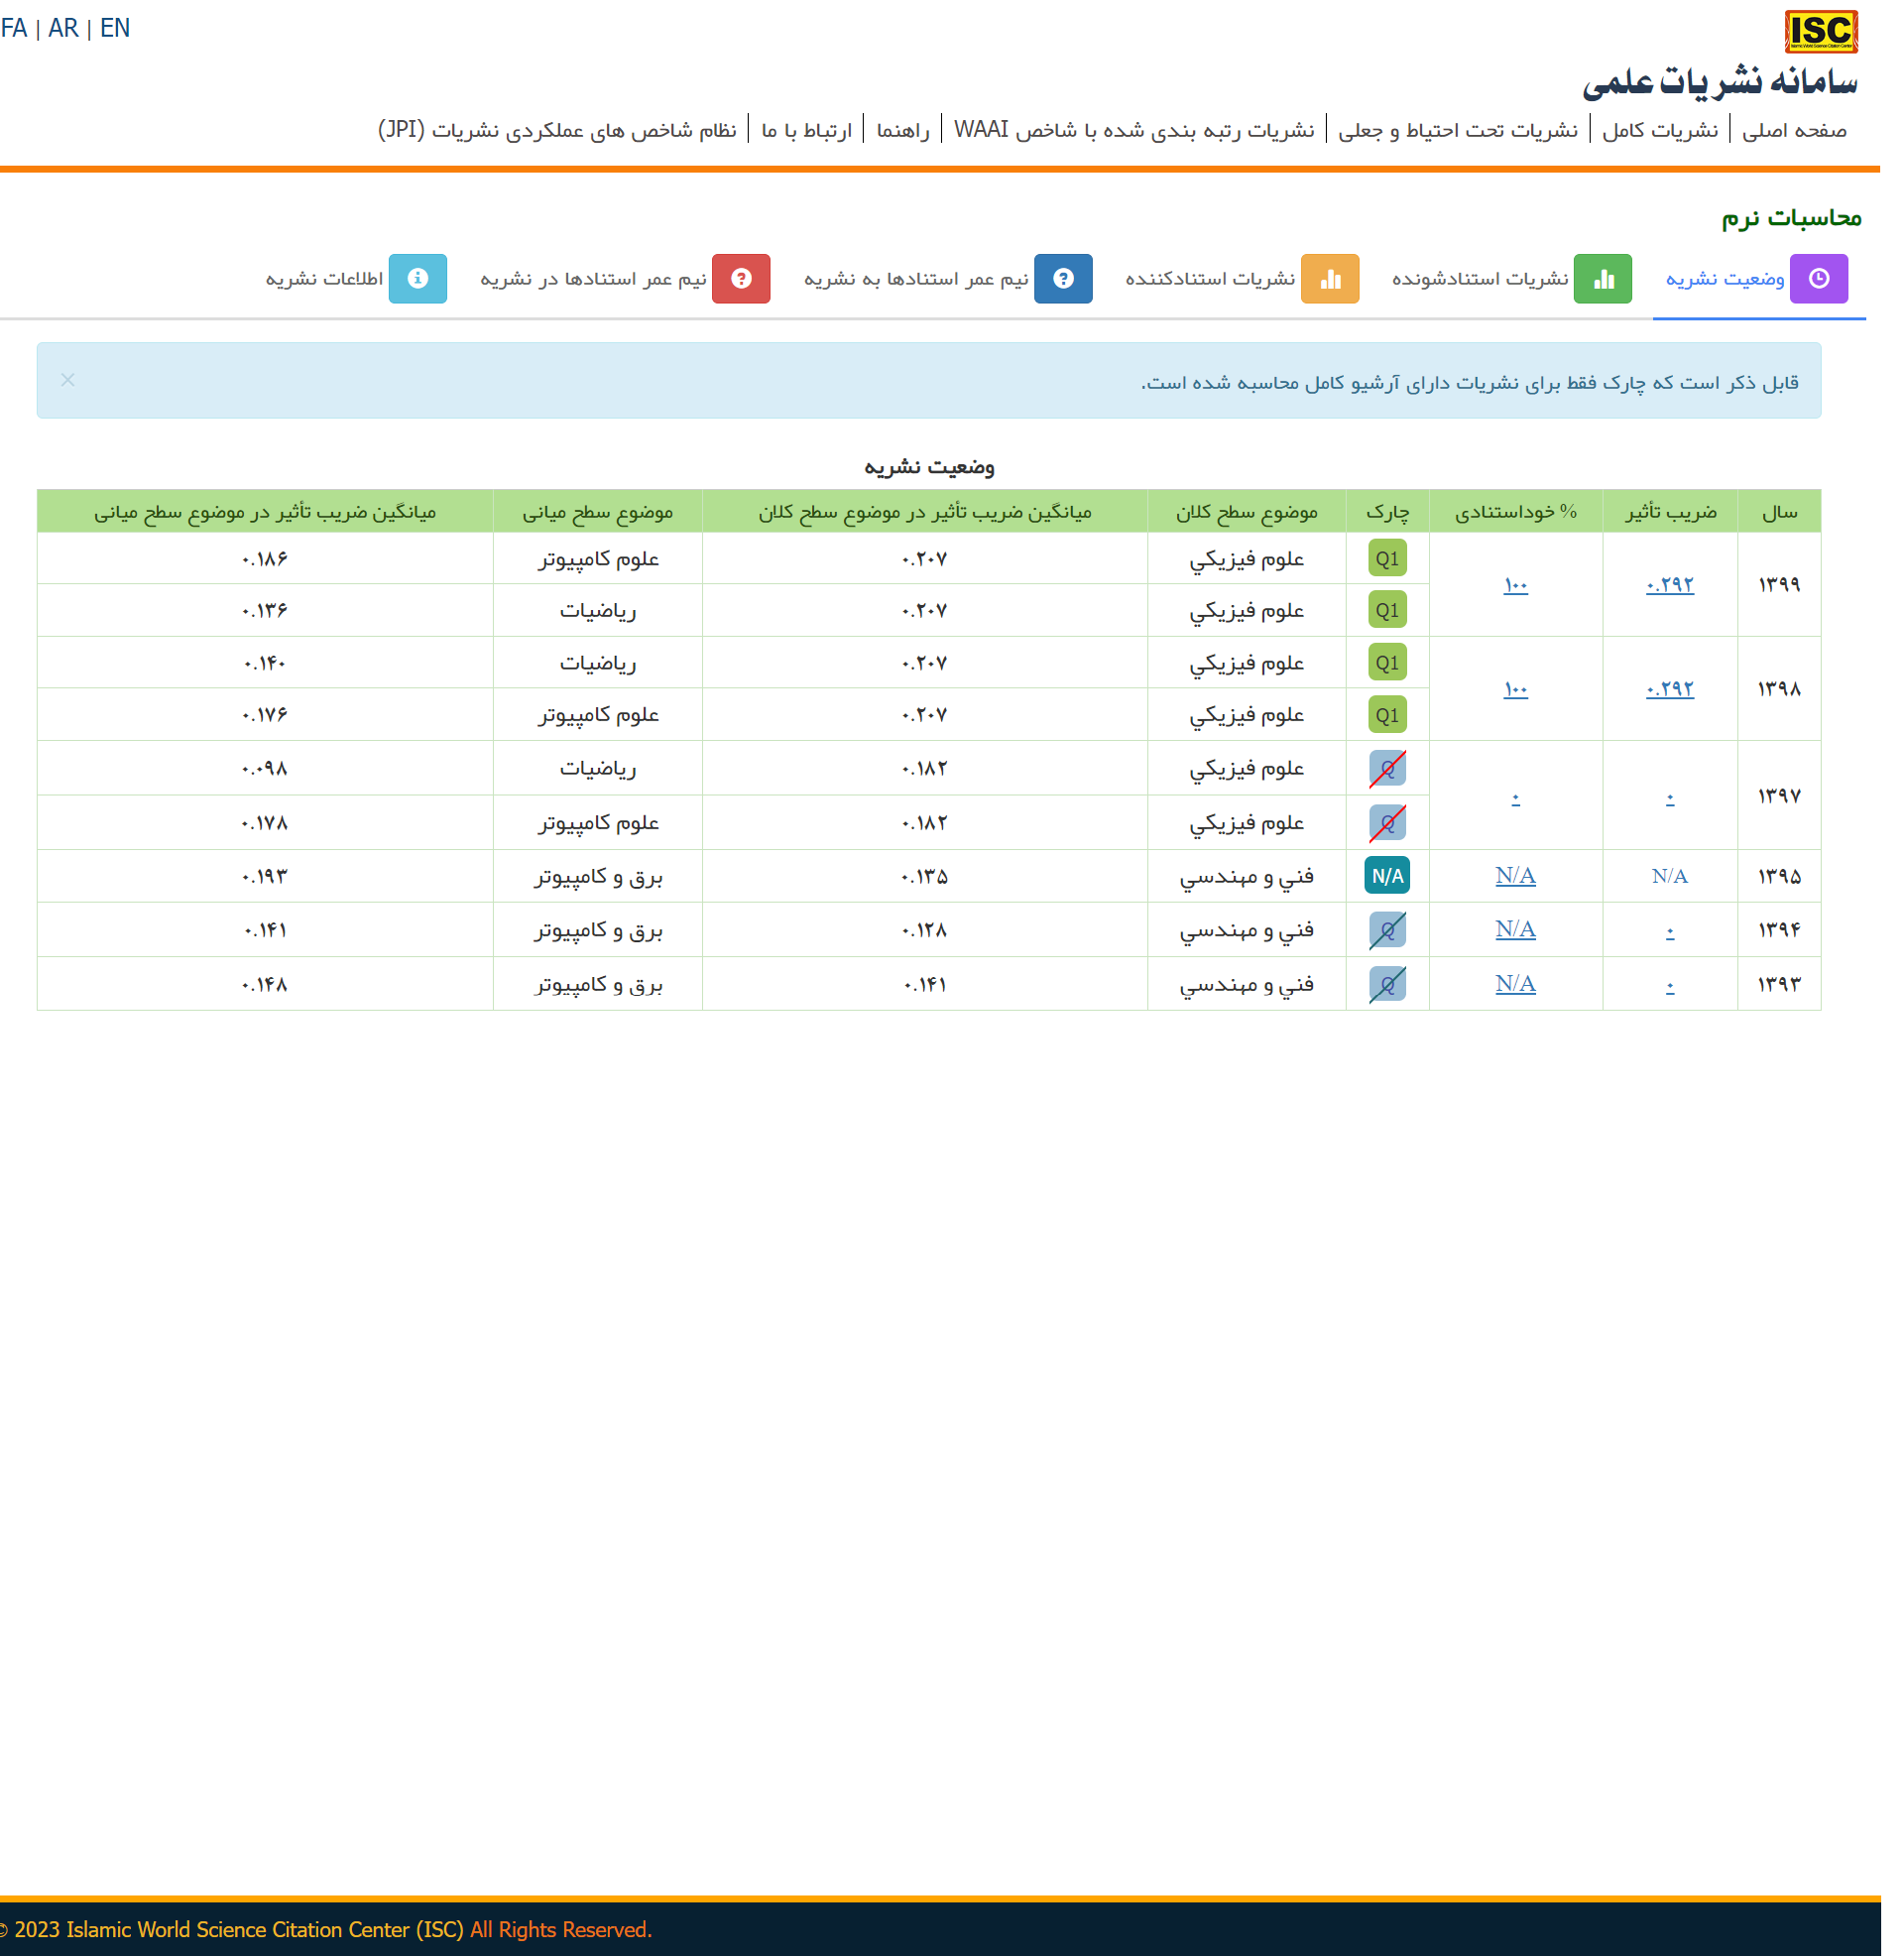 FA | AR | EN
ISC
سامانه نشریات علمی
صفحه اصلی | نشریات کامل | نشریات تحت احتیاط و جعلی | نشریات رتبه بندی شده با شاخص WAAI | راهنما | ارتباط با ما | نظام شاخص های عملکردی نشریات (JPI)
محاسبات نرم
وضعیت نشریه نشریات استنادشونده نشریات استنادکننده نیم عمر استنادها به نشریه نیم عمر استنادها در نشریه اطلاعات نشریه
قابل ذکر است که چارک فقط برای نشریات دارای آرشیو کامل محاسبه شده است. ×
وضعیت نشریه
سال ضریب تأثیر % خوداستنادی چارک موضوع سطح کلان میانگین ضریب تأثیر در موضوع سطح کلان موضوع سطح میانی میانگین ضریب تأثیر در موضوع سطح میانی
۱۳۹۹ ۰.۲۹۲ ۱۰۰ Q1 علوم فيزيكي ۰.۲۰۷ علوم کامپیوتر ۰.۱۸۶
Q1 علوم فيزيكي ۰.۲۰۷ ریاضیات ۰.۱۳۶
۱۳۹۸ ۰.۲۹۲ ۱۰۰ Q1 علوم فيزيكي ۰.۲۰۷ ریاضیات ۰.۱۴۰
Q1 علوم فيزيكي ۰.۲۰۷ علوم کامپیوتر ۰.۱۷۶
۱۳۹۷ ۰ ۰ Q علوم فيزيكي ۰.۱۸۲ ریاضیات ۰.۰۹۸
Q علوم فيزيكي ۰.۱۸۲ علوم کامپیوتر ۰.۱۷۸
۱۳۹۵ N/A N/A N/A فني و مهندسي ۰.۱۳۵ برق و کامپیوتر ۰.۱۹۳
۱۳۹۴ ۰ N/A Q فني و مهندسي ۰.۱۲۸ برق و کامپیوتر ۰.۱۴۱
۱۳۹۳ ۰ N/A Q فني و مهندسي ۰.۱۴۱ برق و کامپیوتر ۰.۱۴۸
© 2023 Islamic World Science Citation Center (ISC) All Rights Reserved.